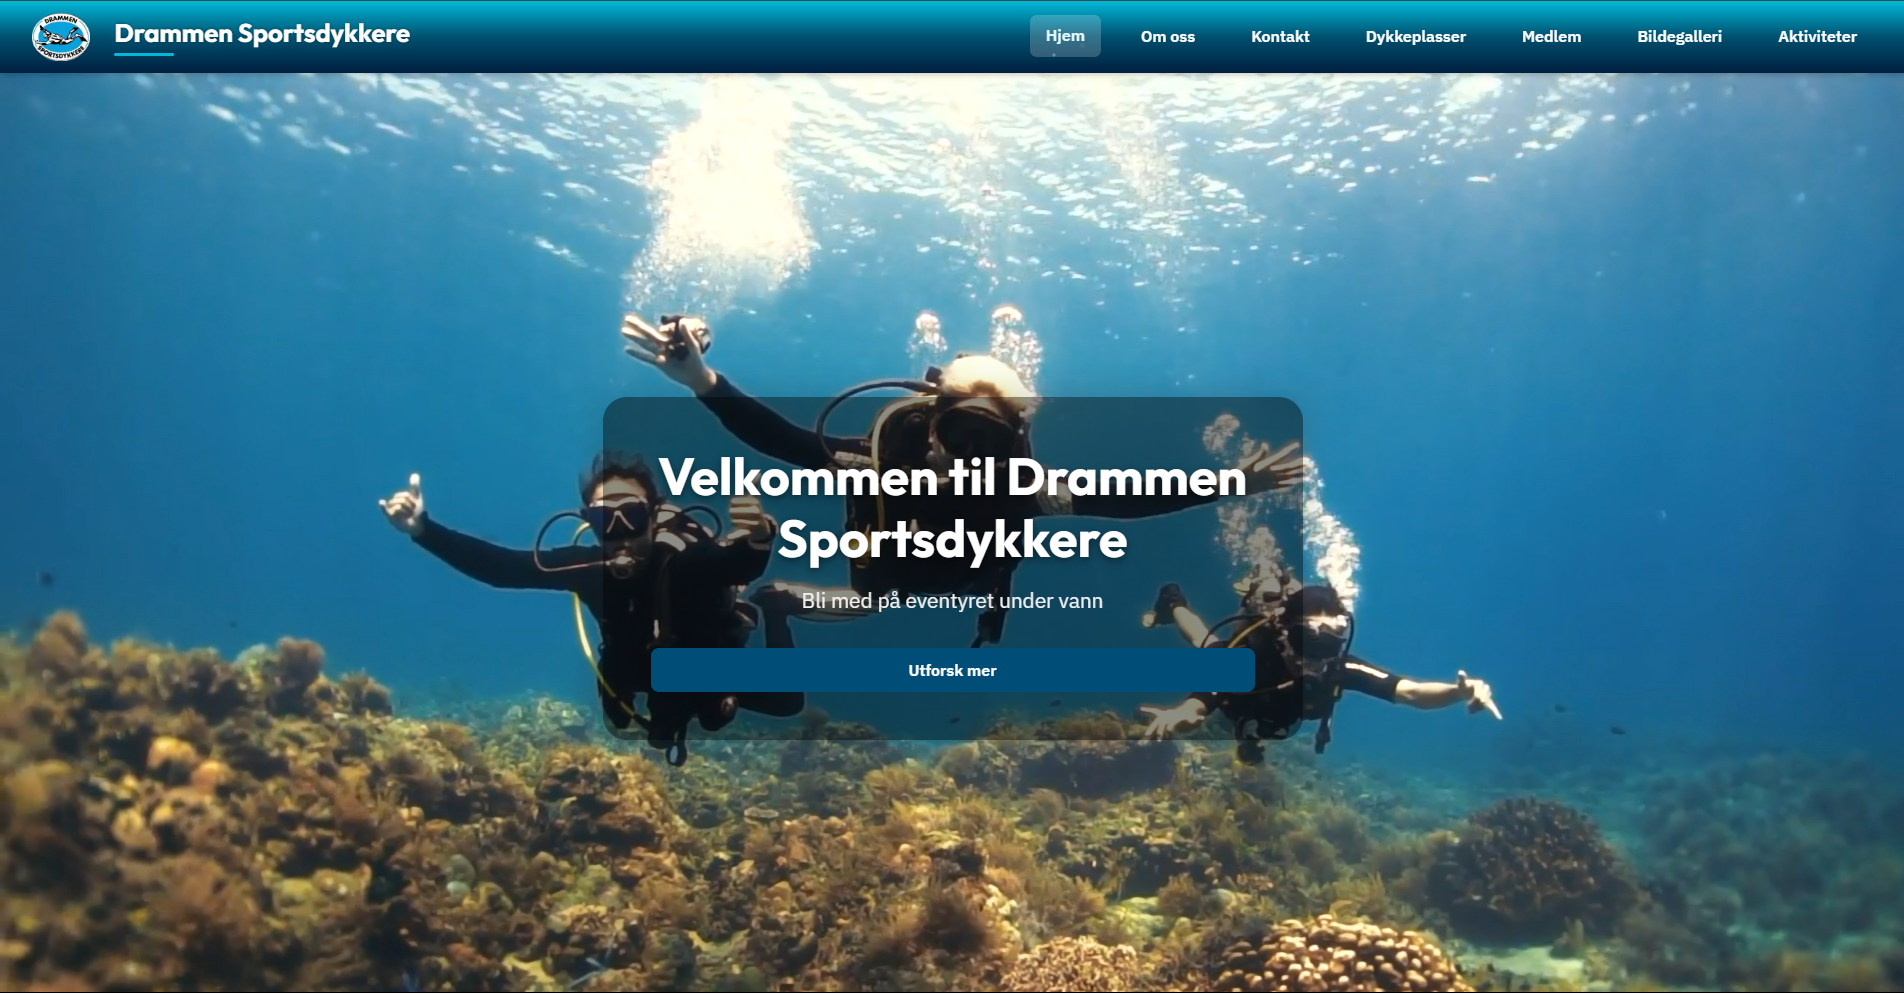 DRAMMEN
SPORTSDYKKERE
Drammen Sportsdykkere
Hjem
Om oss
Kontakt
Dykkeplasser
Medlem
Bildegalleri
Aktiviteter
Velkommen til Drammen
Sportsdykkere
Bli med på eventyret under vann
Utforsk mer